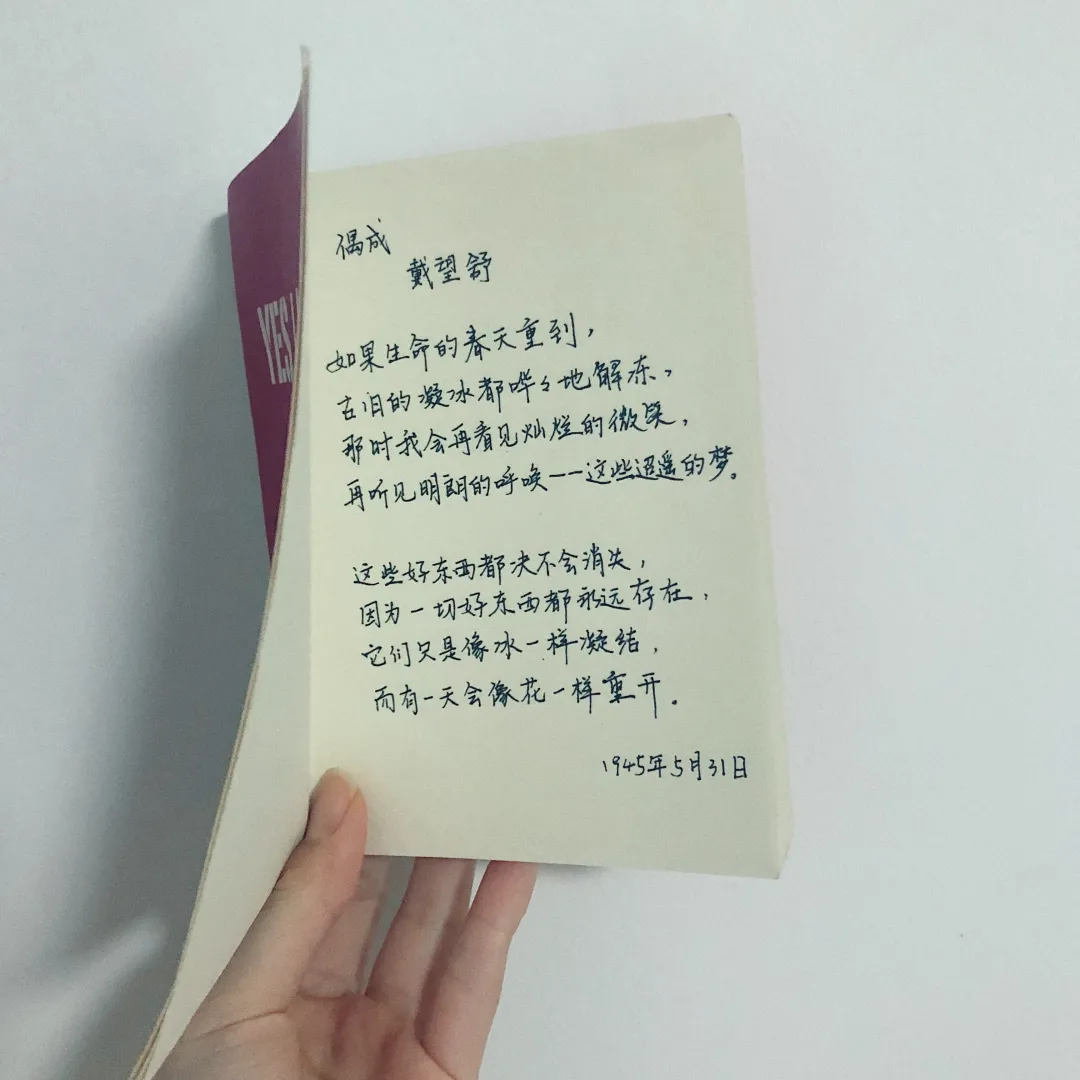 偶成
戴望舒
如果生命的春天重到,
古旧的凝冰都哗々地解冻、
那时我会再看见灿烂的微笑,
再听见明朗的呼唤——这些迢遥的梦。
这些好东西都决不会消失,
因为一切好东西都永远存在,
它们只是像冰一样凝结,
而有一天会像花一样重开。
1945年5月31日
YES